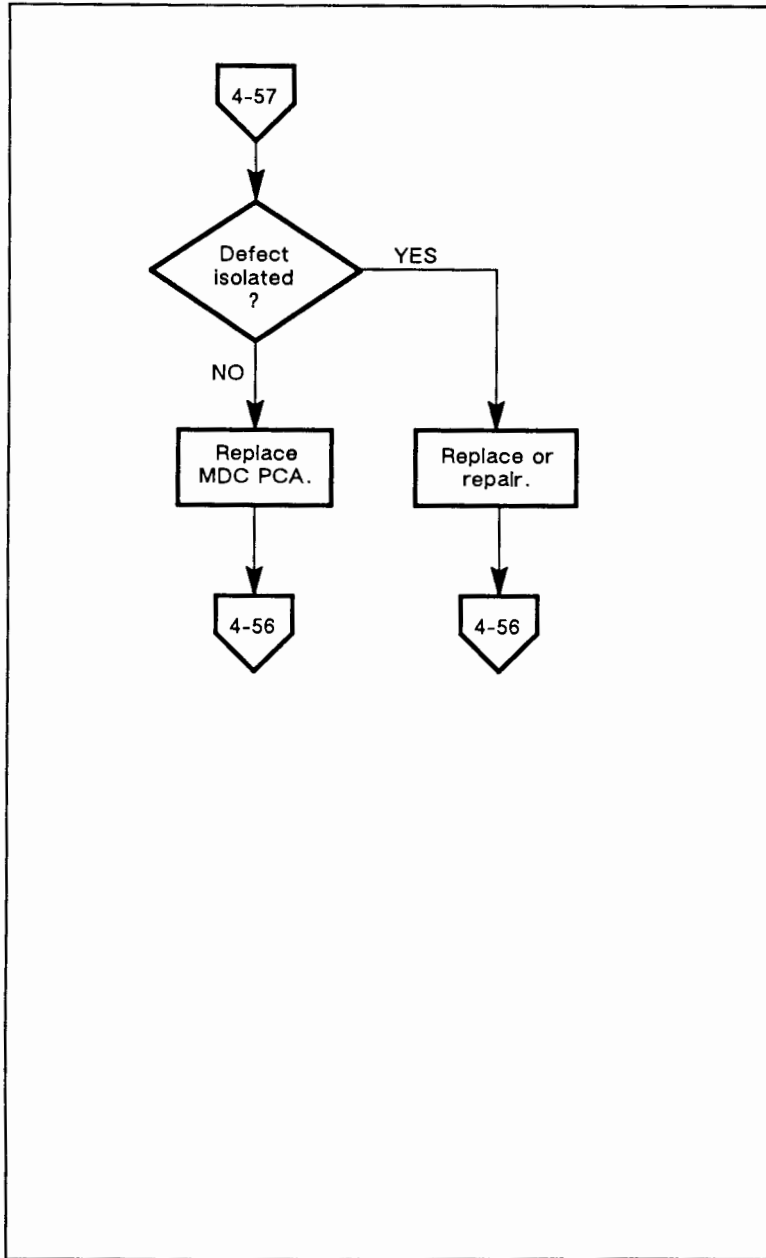 4-57
Defect
isolated
?
YES
NO
Replace
MDC PCA.
Replace or
repair.
4-56
4-56